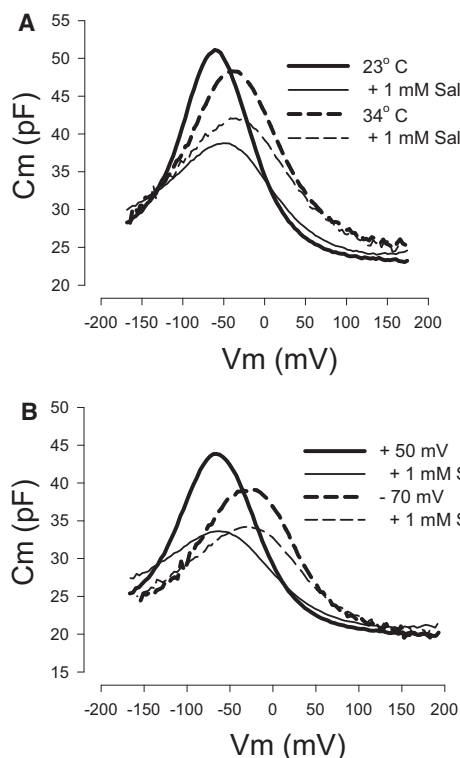 A
55
50
45
40
35
30
25
20
Cm (pF)
23° C
+ 1 mM Sal
34° C
+ 1 mM Sal
-200 -150 -100 -50 0 50 100 150 200
Vm (mV)
B
50
45
40
35
30
25
20
15
Cm (pF)
+ 50 mV
+ 1 mM S
- 70 mV
+ 1 mM S
-200 -150 -100 -50 0 50 100 150 200
Vm (mV)